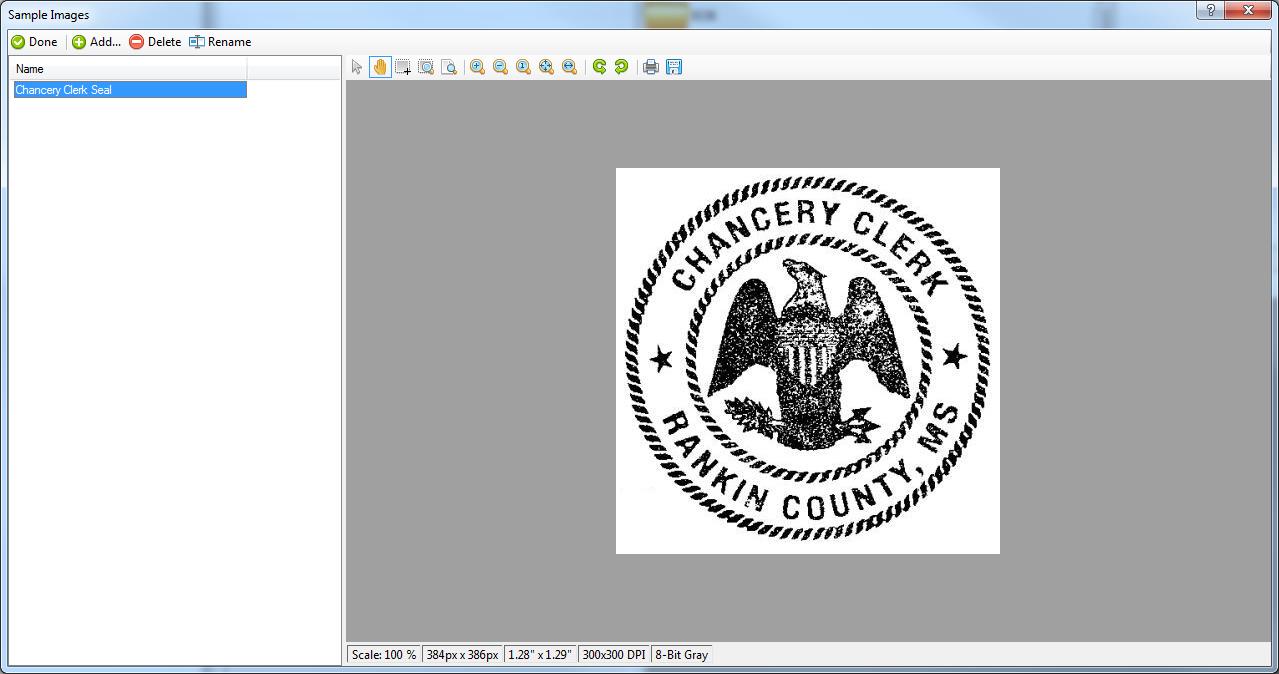 Sample Images
Done Add... Delete Rename
Name
Chancery Clerk Seal
CHANCERY CLERK
RANKIN COUNTY, MS
Scale: 100 % 384px x 386px 1.28" x 1.29" 300x300 DPI 8-Bit Gray